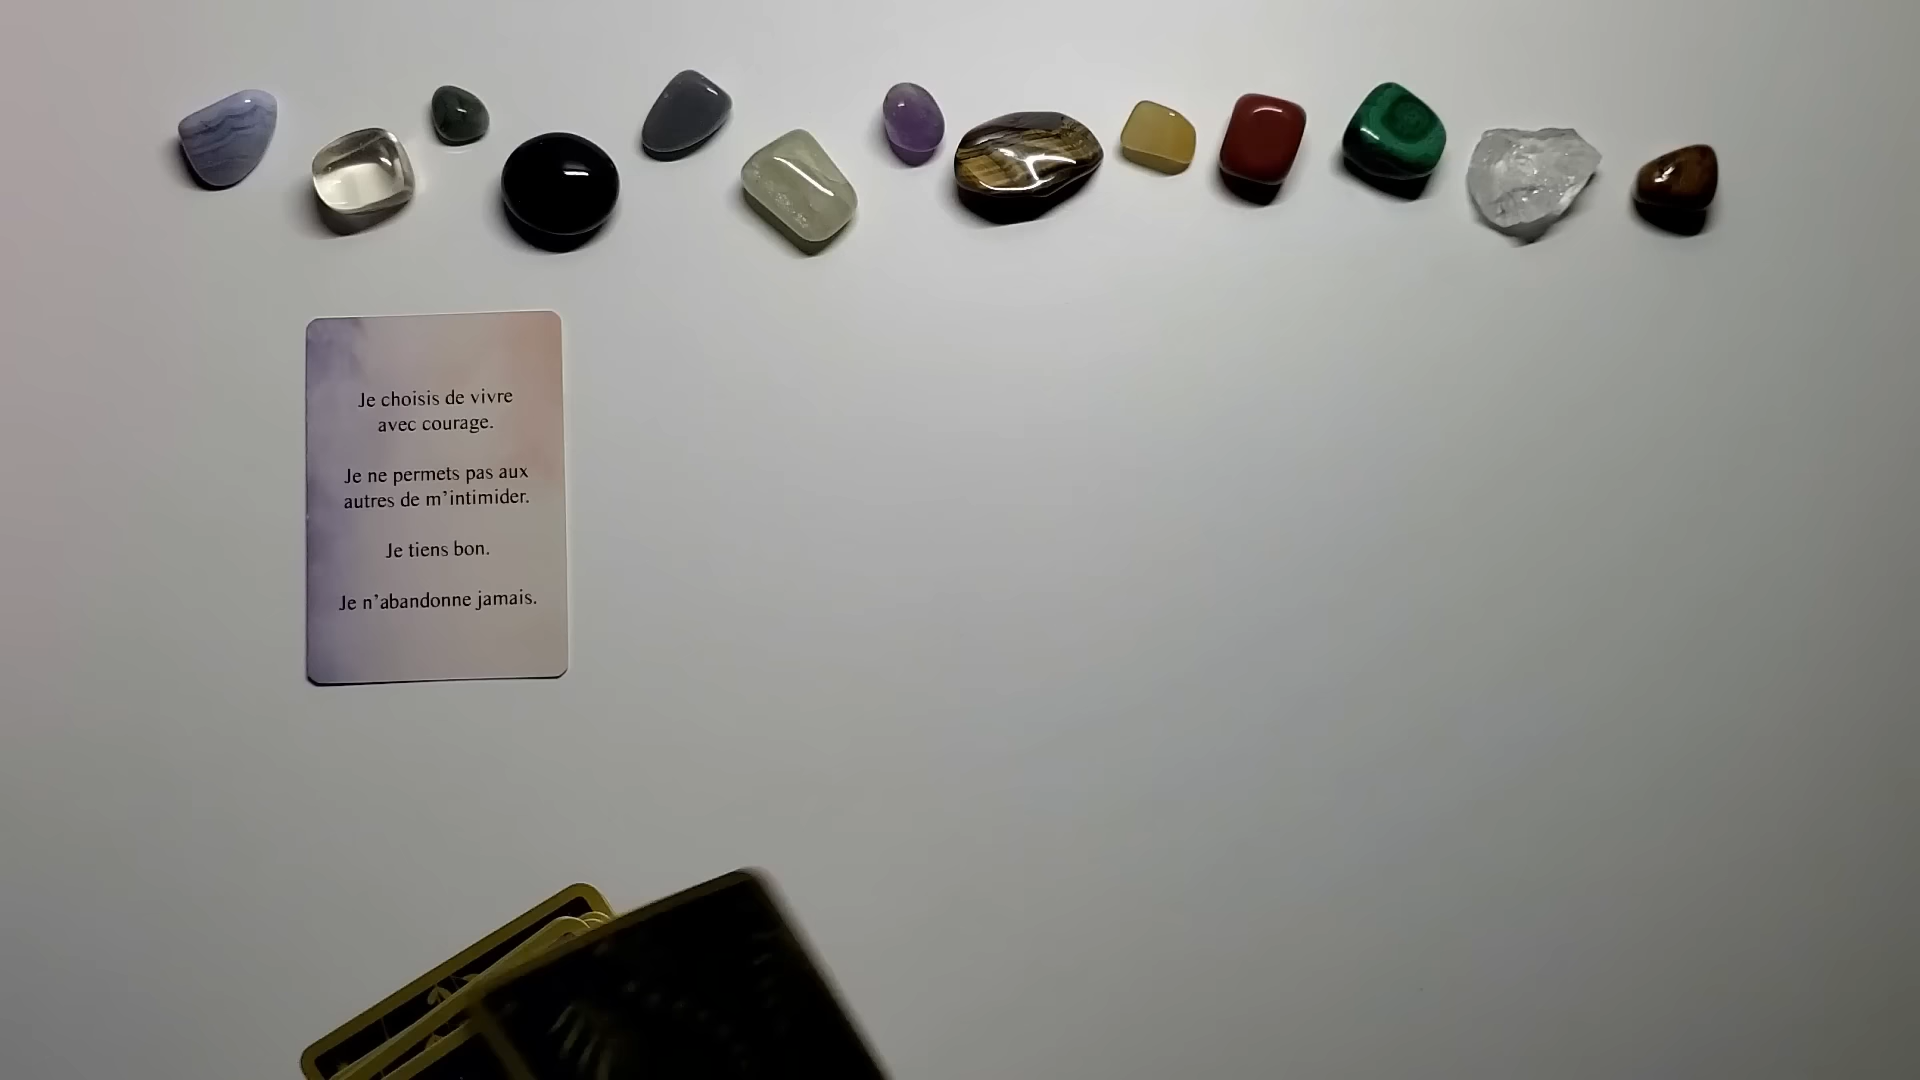 Je choisis de vivre
avec courage.
Je ne permets pas aux
autres de m’intimider.
Je tiens bon.
Je n’abandonne jamais.